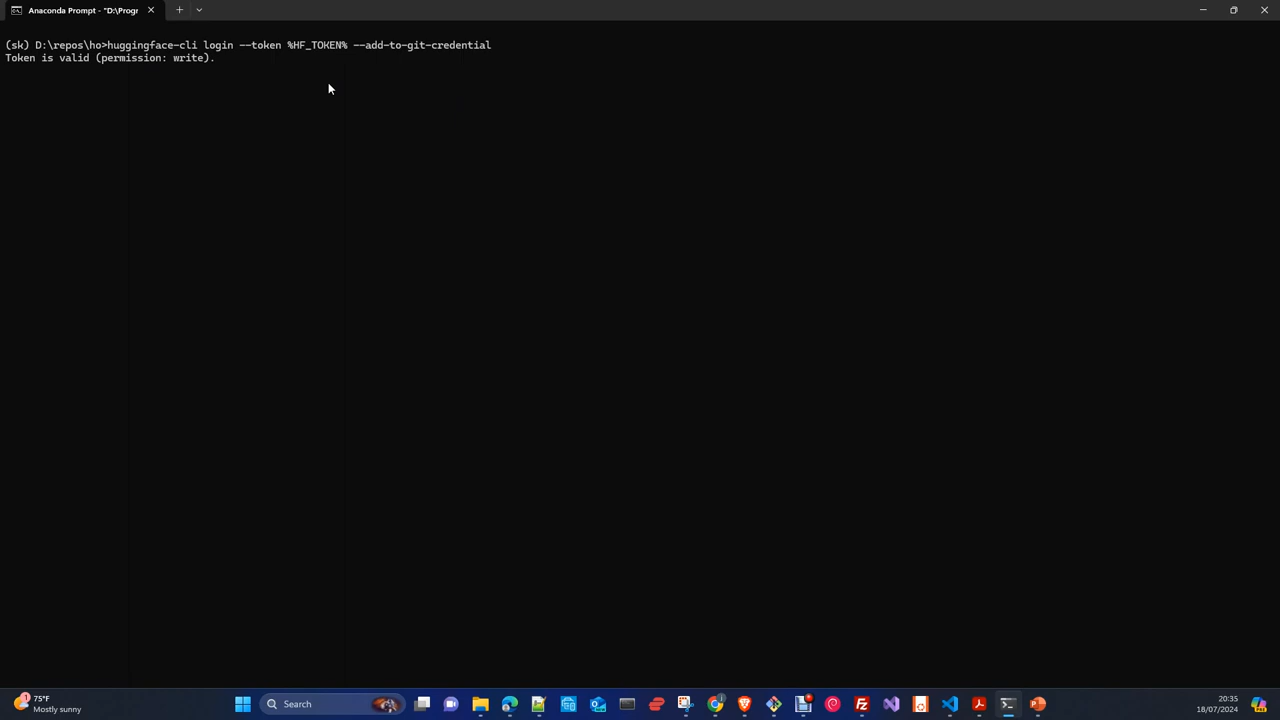 Anaconda Prompt - "D:\Progr
(sk) D:\repos\ho>huggingface-cli login --token %HF_TOKEN% --add-to-git-credential
Token is valid (permission: write).
1
75°F
Mostly sunny
Search
20:35
18/07/2024